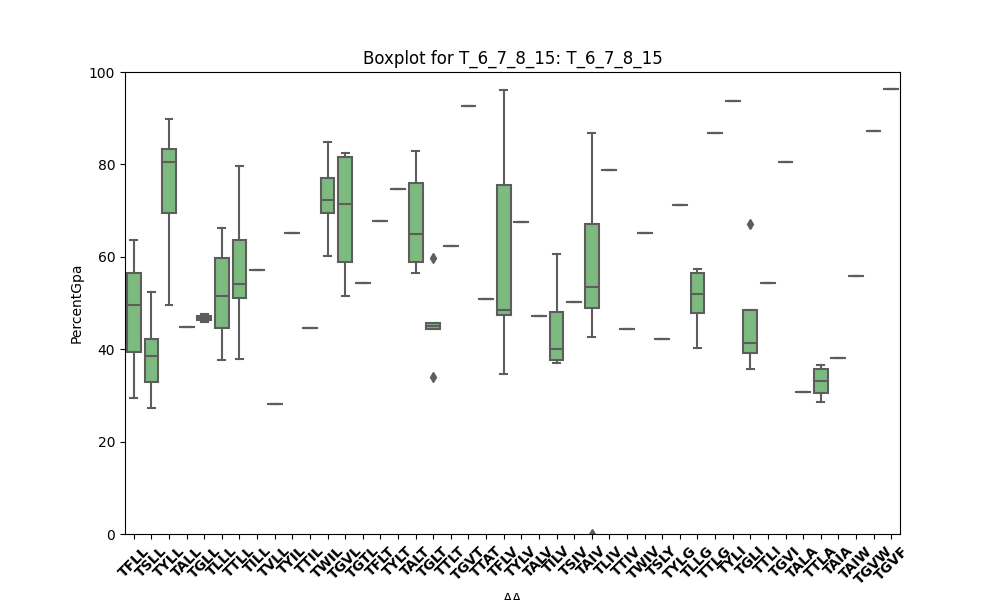 Boxplot for T_6_7_8_15: T_6_7_8_15
100
80
60
40
20
0
PercentGpa
TFLL TSLL TYLL TALL TGLL TLLL TTLL TILL TVLL TYIL TTIL TWIL TGVL TGTL TFLT TYLT TALT TGLT TTLT TGVT TTAT TFLV TYLV TALV TILV TSIV TAIV TLIV TTIV TWIV TSLY TYLG TLLG TTLG TYLI TGLI TTLI TGVI TALA TTLA TAIA TAIW TGVW TGVF
AA